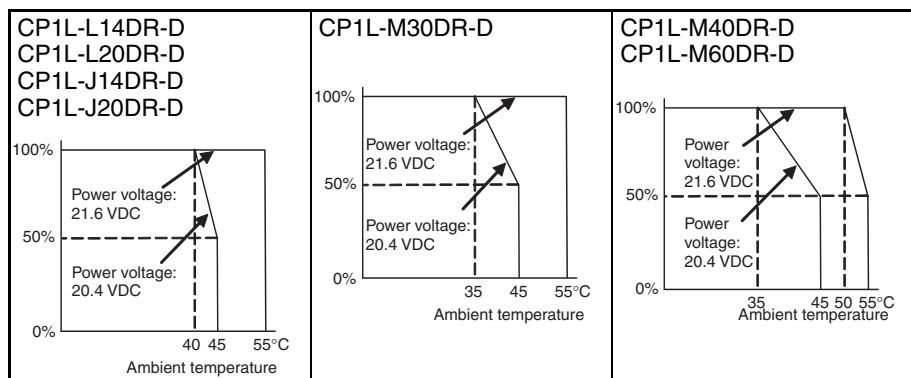 CP1L-L14DR-D
CP1L-L20DR-D
CP1L-J14DR-D
CP1L-J20DR-D
100%
Power voltage:
21.6 VDC
50%
Power voltage:
20.4 VDC
0%
40 45 55°C
Ambient temperature
CP1L-M30DR-D
100%
Power voltage:
21.6 VDC
50%
Power voltage:
20.4 VDC
0%
35 45 55°C
Ambient temperature
CP1L-M40DR-D
CP1L-M60DR-D
100%
Power
voltage:
21.6 VDC
50%
Power
voltage:
20.4 VDC
0%
35 45 50 55°C
Ambient temperature